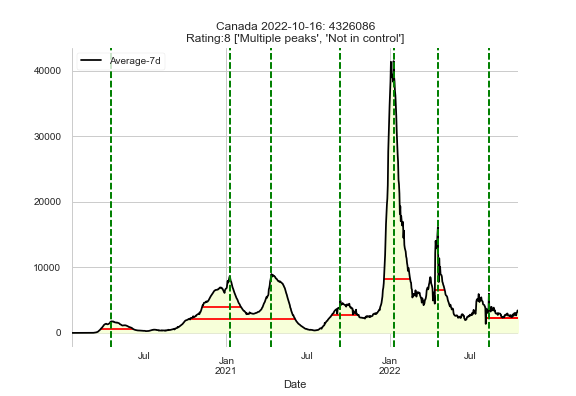 Canada 2022-10-16: 4326086
Rating:8 ['Multiple peaks', 'Not in control']
Average-7d
40000
30000
20000
10000
0
Jul
Jan
2021
Jul
Jan
2022
Jul
Date